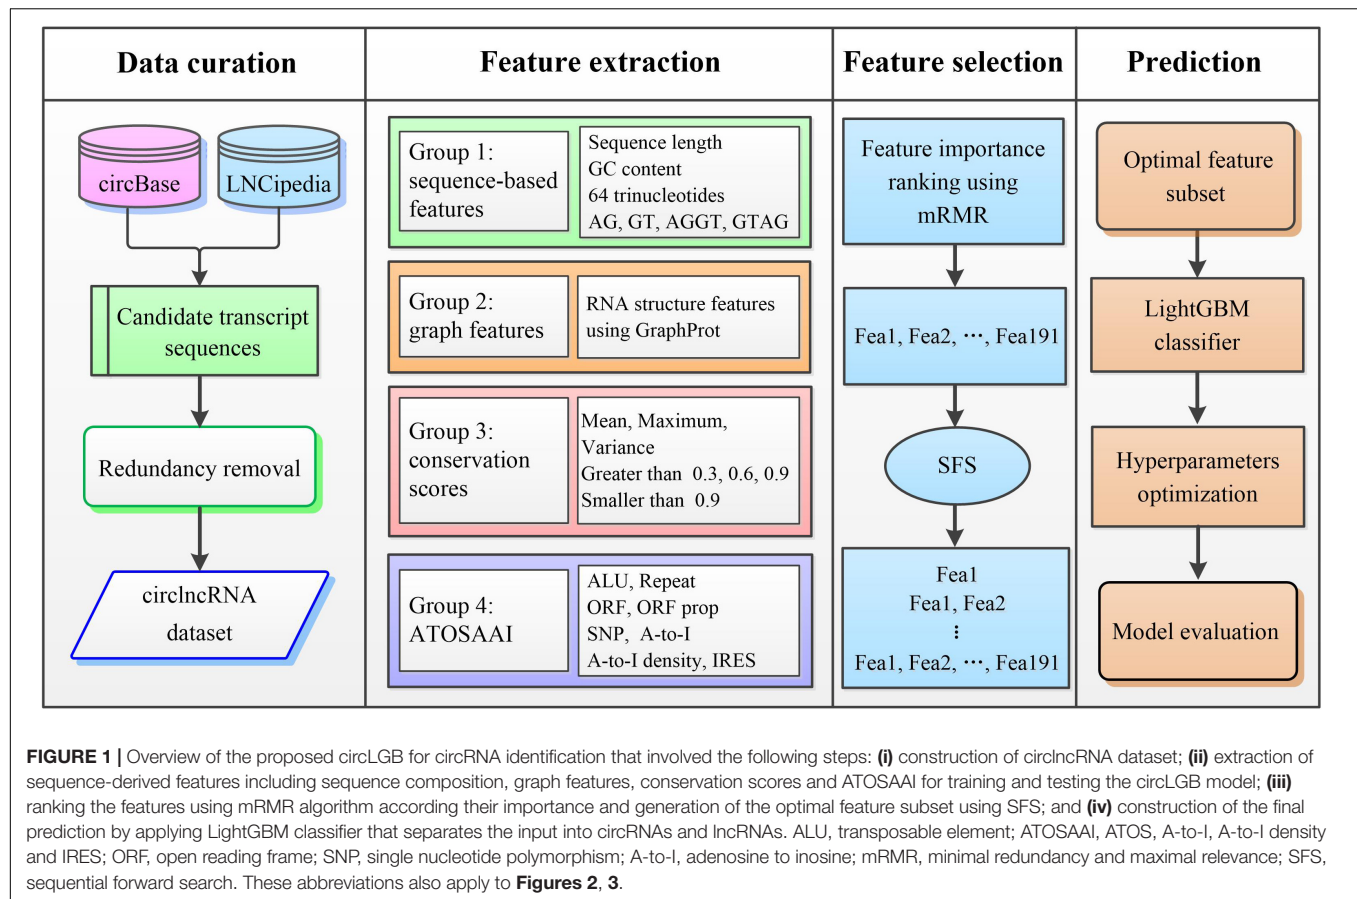 Data curation
Feature extraction
Feature selection
Prediction
circBase
LNCipedia
Candidate transcript
sequences
Redundancy removal
circlncRNA
dataset
Group 1:
sequence-based
features
Sequence length
GC content
64 trinucleotides
AG, GT, AGGT, GTAG
Group 2:
graph features
RNA structure features
using GraphProt
Group 3:
conservation
scores
Mean, Maximum,
Variance
Greater than 0.3, 0.6, 0.9
Smaller than 0.9
Group 4:
ATOSAAI
ALU, Repeat
ORF, ORF prop
SNP, A-to-I
A-to-I density, IRES
Feature importance
ranking using
mRMR
Fea1, Fea2, ···, Fea191
SFS
Fea1
Fea1, Fea2
⋮
Fea1, Fea2, ···, Fea191
Optimal feature
subset
LightGBM
classifier
Hyperparameters
optimization
Model evaluation
FIGURE 1 | Overview of the proposed circLGB for circRNA identification that involved the following steps: (i) construction of circlncRNA dataset; (ii) extraction of
sequence-derived features including sequence composition, graph features, conservation scores and ATOSAAI for training and testing the circLGB model; (iii)
ranking the features using mRMR algorithm according their importance and generation of the optimal feature subset using SFS; and (iv) construction of the final
prediction by applying LightGBM classifier that separates the input into circRNAs and lncRNAs. ALU, transposable element; ATOSAAI, ATOS, A-to-I, A-to-I density
and IRES; ORF, open reading frame; SNP, single nucleotide polymorphism; A-to-I, adenosine to inosine; mRMR, minimal redundancy and maximal relevance; SFS,
sequential forward search. These abbreviations also apply to Figures 2, 3.